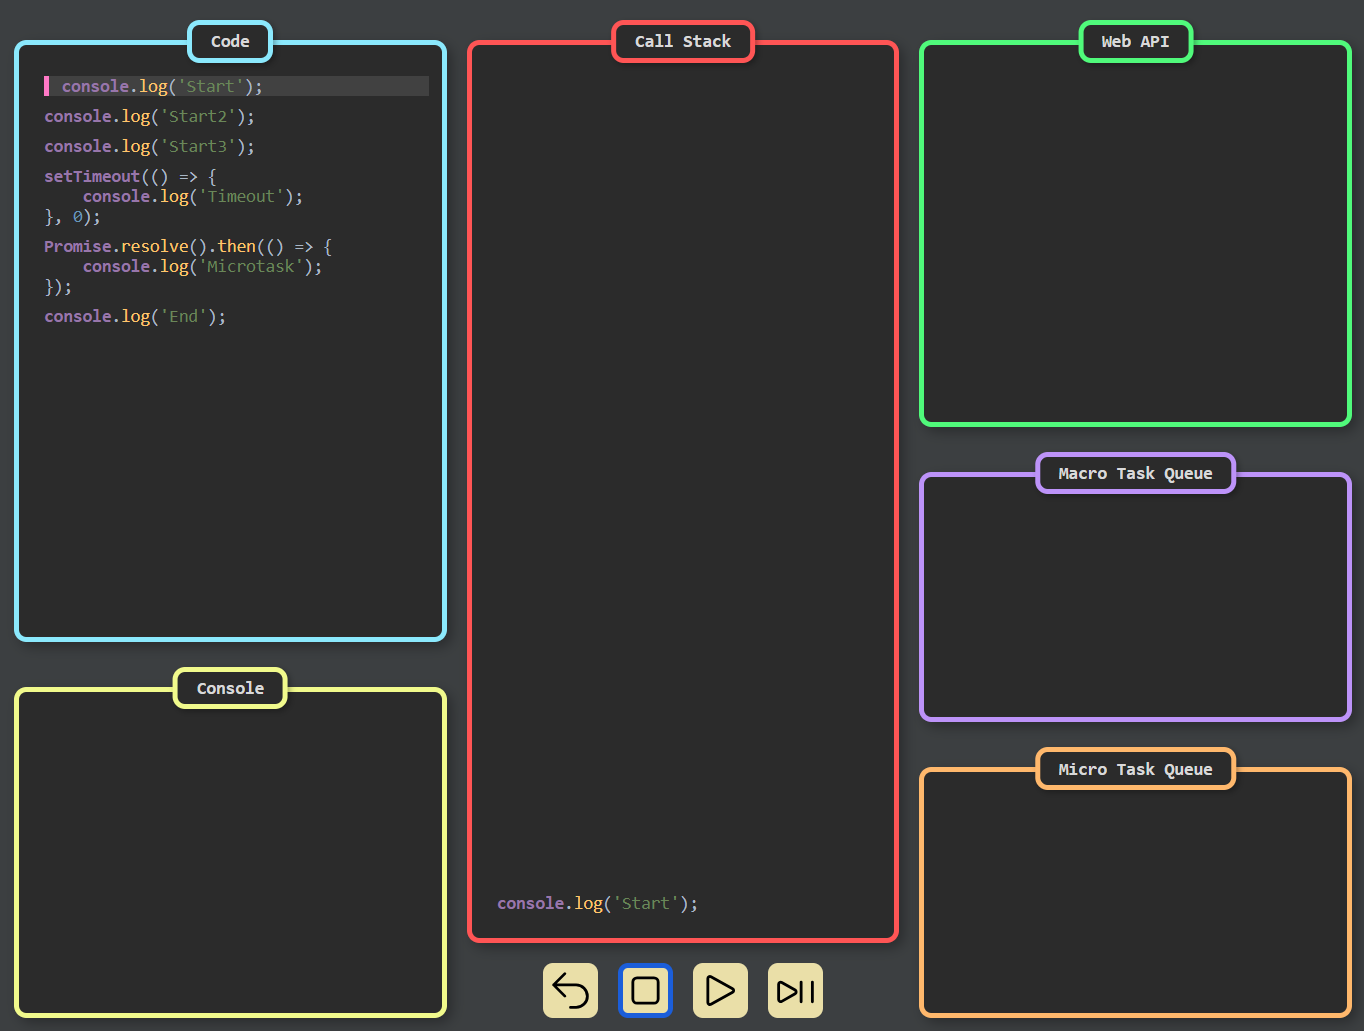 Code
console.log('Start');
console.log('Start2');
console.log('Start3');
setTimeout(() => {
    console.log('Timeout');
}, 0);
Promise.resolve().then(() => {
    console.log('Microtask');
});
console.log('End');
Console
Call Stack
console.log('Start');
Web API
Macro Task Queue
Micro Task Queue